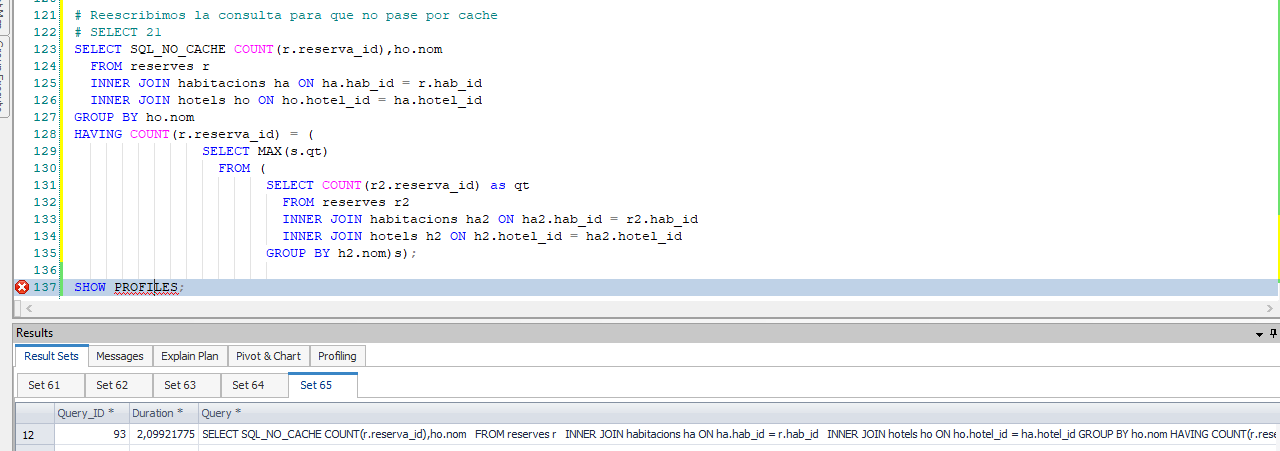 121 # Reescribimos la consulta para que no pase por cache
122 # SELECT 21
123 SELECT SQL_NO_CACHE COUNT(r.reserva_id),ho.nom
124 FROM reserves r
125 INNER JOIN habitacions ha ON ha.hab_id = r.hab_id
126 INNER JOIN hotels ho ON ho.hotel_id = ha.hotel_id
127 GROUP BY ho.nom
128 HAVING COUNT(r.reserva_id) = (
129 SELECT MAX(s.qt)
130 FROM (
131 SELECT COUNT(r2.reserva_id) as qt
132 FROM reserves r2
133 INNER JOIN habitacions ha2 ON ha2.hab_id = r2.hab_id
134 INNER JOIN hotels h2 ON h2.hotel_id = ha2.hotel_id
135 GROUP BY h2.nom)s);
136
137 SHOW PROFILES;
Results
Result Sets Messages Explain Plan Pivot & Chart Profiling
Set 61 Set 62 Set 63 Set 64 Set 65
Query_ID * Duration * Query *
12 93 2,09921775 SELECT SQL_NO_CACHE COUNT(r.reserva_id),ho.nom FROM reserves r INNER JOIN habitacions ha ON ha.hab_id = r.hab_id INNER JOIN hotels ho ON ho.hotel_id = ha.hotel_id GROUP BY ho.nom HAVING COUNT(r.rese